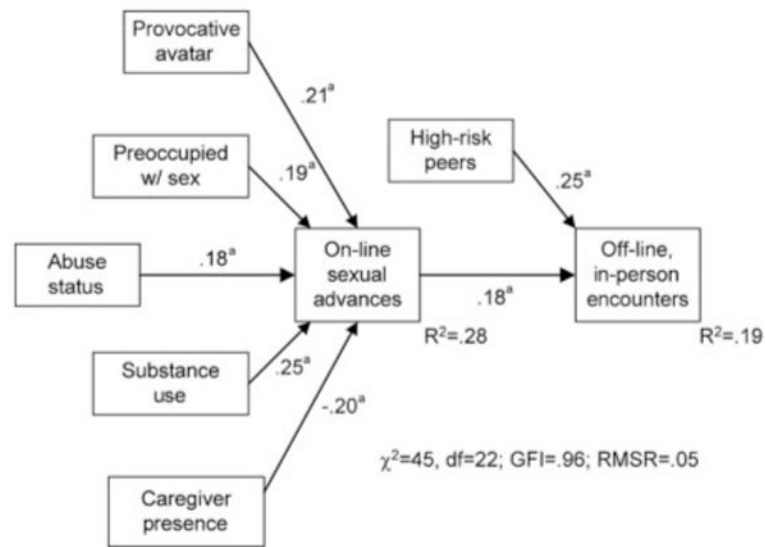 Provocative
avatar
.21ᵃ
High-risk
peers
Preoccupied
w/ sex
.19ᵃ
.25ᵃ
Abuse
status
.18ᵃ
On-line
sexual
advances
.18ᵃ
Off-line,
in-person
encounters
R²=.28
R²=.19
Substance
use
.25ᵃ
-.20ᵃ
χ²=45, df=22; GFI=.96; RMSR=.05
Caregiver
presence